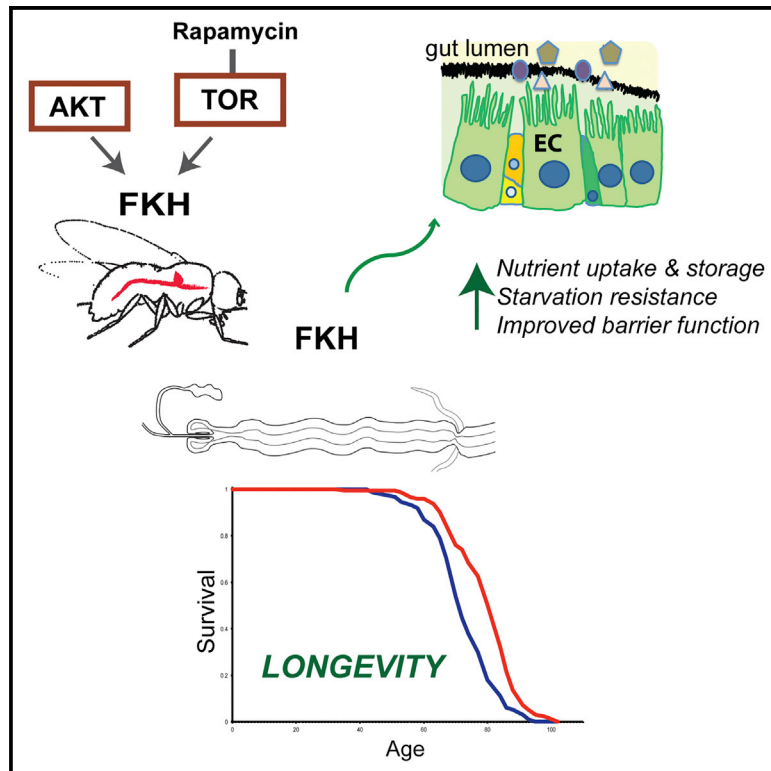 Rapamycin
AKT
TOR
FKH
gut lumen
EC
Nutrient uptake & storage
Starvation resistance
Improved barrier function
FKH
Survival
1
0.8
0.6
0.4
0.2
0
LONGEVITY
0 20 40 60 80 100
Age